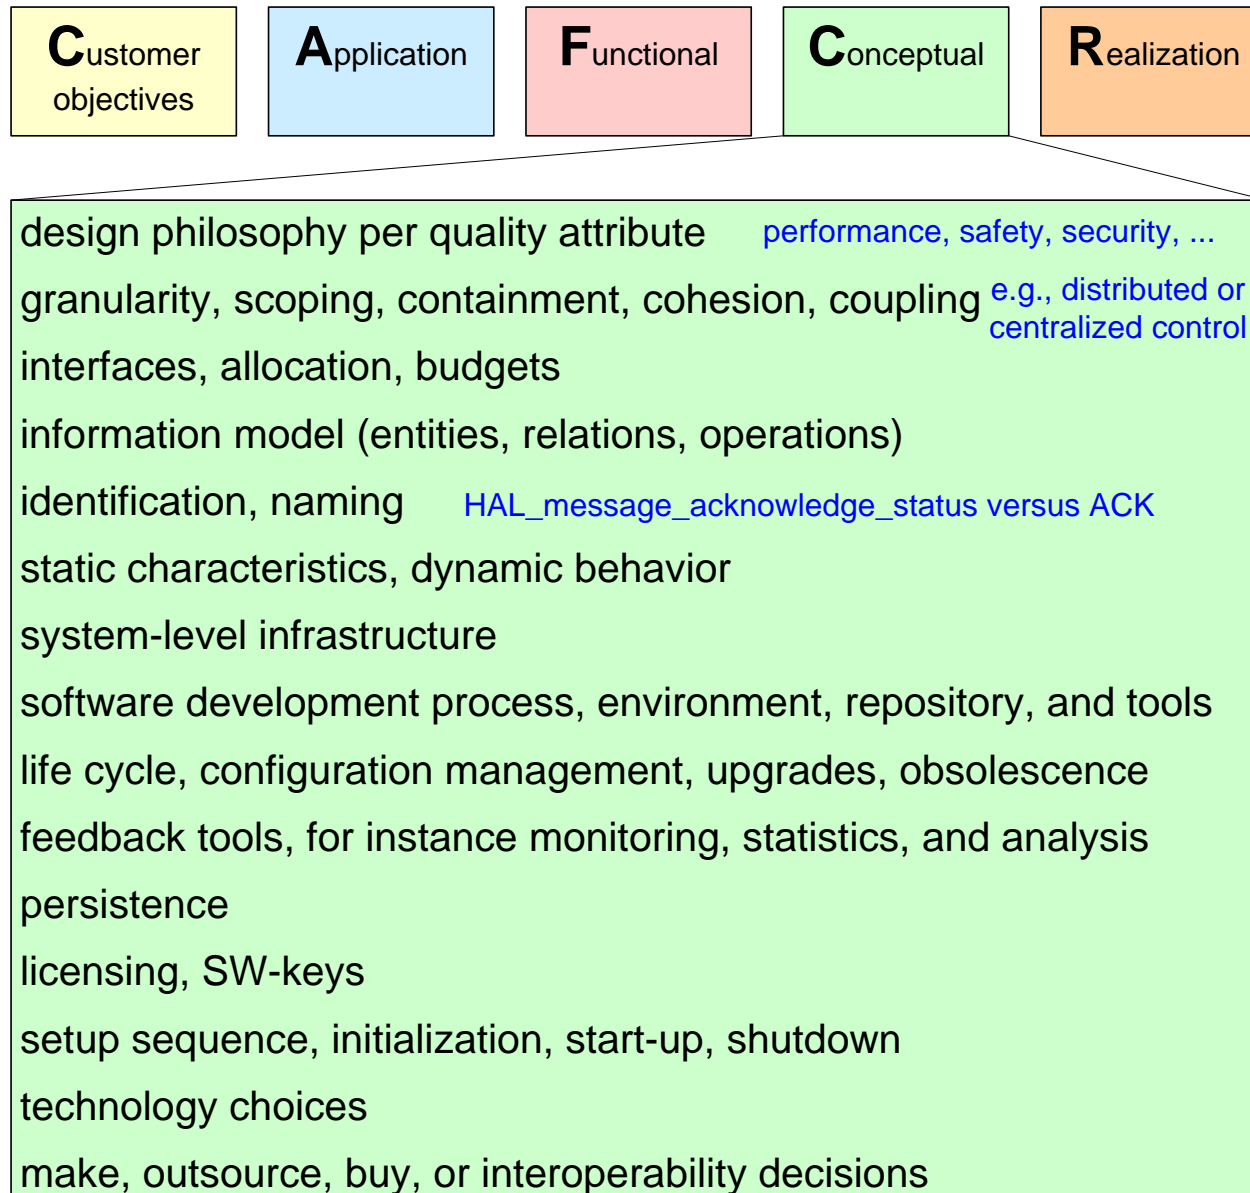 Customer
objectives
Application
Functional
Conceptual
Realization
design philosophy per quality attribute performance, safety, security, ...
granularity, scoping, containment, cohesion, coupling e.g., distributed or
centralized control
interfaces, allocation, budgets
information model (entities, relations, operations)
identification, naming HAL_message_acknowledge_status versus ACK
static characteristics, dynamic behavior
system-level infrastructure
software development process, environment, repository, and tools
life cycle, configuration management, upgrades, obsolescence
feedback tools, for instance monitoring, statistics, and analysis
persistence
licensing, SW-keys
setup sequence, initialization, start-up, shutdown
technology choices
make, outsource, buy, or interoperability decisions